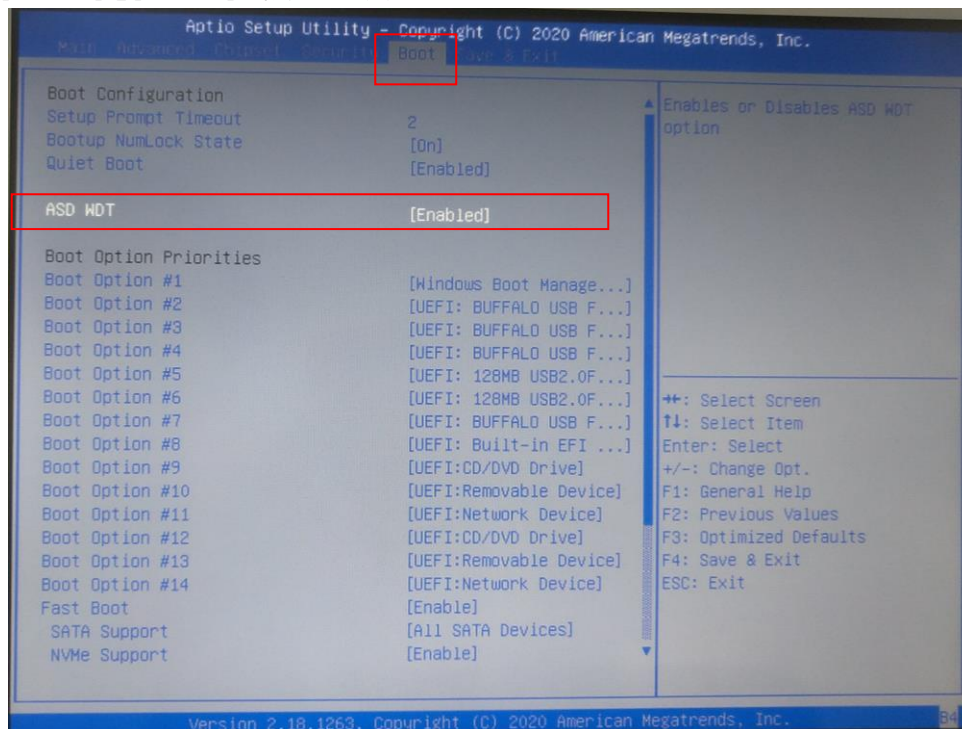 Aptio Setup Utility – Copyright (C) 2020 American Megatrends, Inc.
Main Advanced Chipset Security Boot Save & Exit
Boot Configuration
Setup Prompt Timeout 2
Bootup NumLock State [On]
Quiet Boot [Enabled]
ASD WDT [Enabled]
Boot Option Priorities
Boot Option #1 [Windows Boot Manage...]
Boot Option #2 [UEFI: BUFFALO USB F...]
Boot Option #3 [UEFI: BUFFALO USB F...]
Boot Option #4 [UEFI: BUFFALO USB F...]
Boot Option #5 [UEFI: 128MB USB2.0F...]
Boot Option #6 [UEFI: 128MB USB2.0F...]
Boot Option #7 [UEFI: BUFFALO USB F...]
Boot Option #8 [UEFI: Built-in EFI ...]
Boot Option #9 [UEFI:CD/DVD Drive]
Boot Option #10 [UEFI:Removable Device]
Boot Option #11 [UEFI:Network Device]
Boot Option #12 [UEFI:CD/DVD Drive]
Boot Option #13 [UEFI:Removable Device]
Boot Option #14 [UEFI:Network Device]
Fast Boot [Enable]
SATA Support [All SATA Devices]
NVMe Support [Enable]
Enables or Disables ASD WDT
option
→←: Select Screen
↑↓: Select Item
Enter: Select
+/-: Change Opt.
F1: General Help
F2: Previous Values
F3: Optimized Defaults
F4: Save & Exit
ESC: Exit
Version 2.18.1263. Copyright (C) 2020 American Megatrends, Inc.
B4